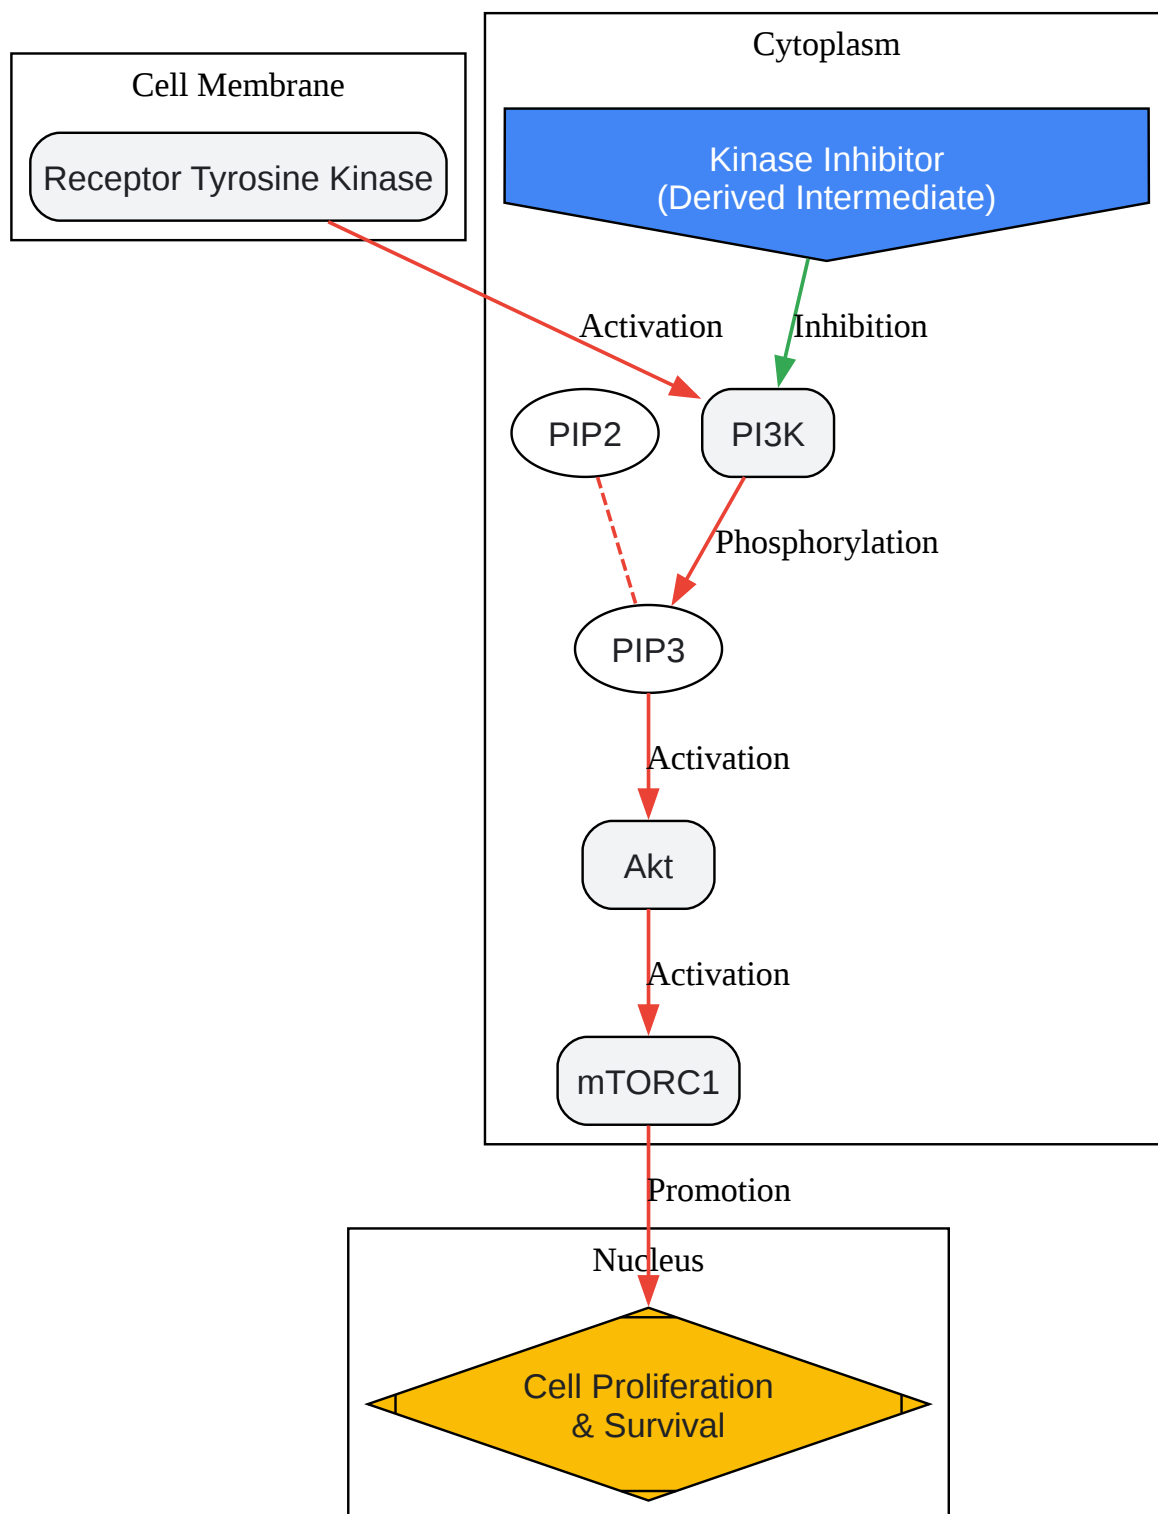 Cytoplasm
Cell Membrane
Kinase Inhibitor
(Derived Intermediate)
Receptor Tyrosine Kinase
Activation
Inhibition
PIP2
PI3K
Phosphorylation
PIP3
Activation
Akt
Activation
mTORC1
Promotion
Nucleus
Cell Proliferation
& Survival